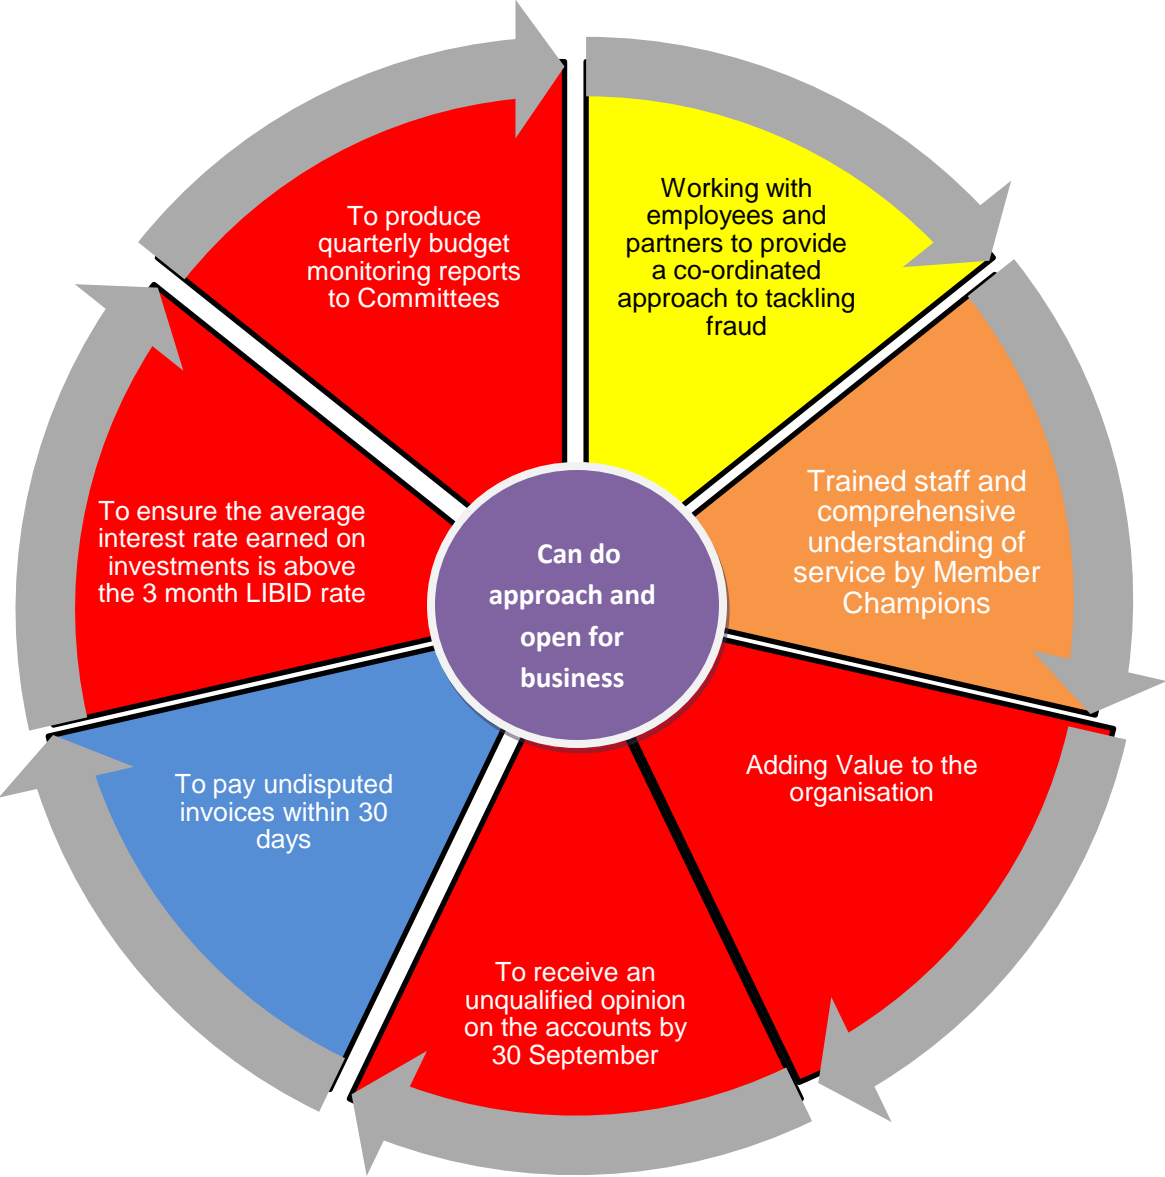 Working with
employees and
partners to provide
a co-ordinated
approach to tackling
fraud
Trained staff and
comprehensive
understanding of
service by Member
Champions
Adding Value to the
organisation
To receive an
unqualified opinion
on the accounts by
30 September
To pay undisputed
invoices within 30
days
To ensure the average
interest rate earned on
investments is above
the 3 month LIBID rate
To produce
quarterly budget
monitoring reports
to Committees
Can do
approach and
open for
business